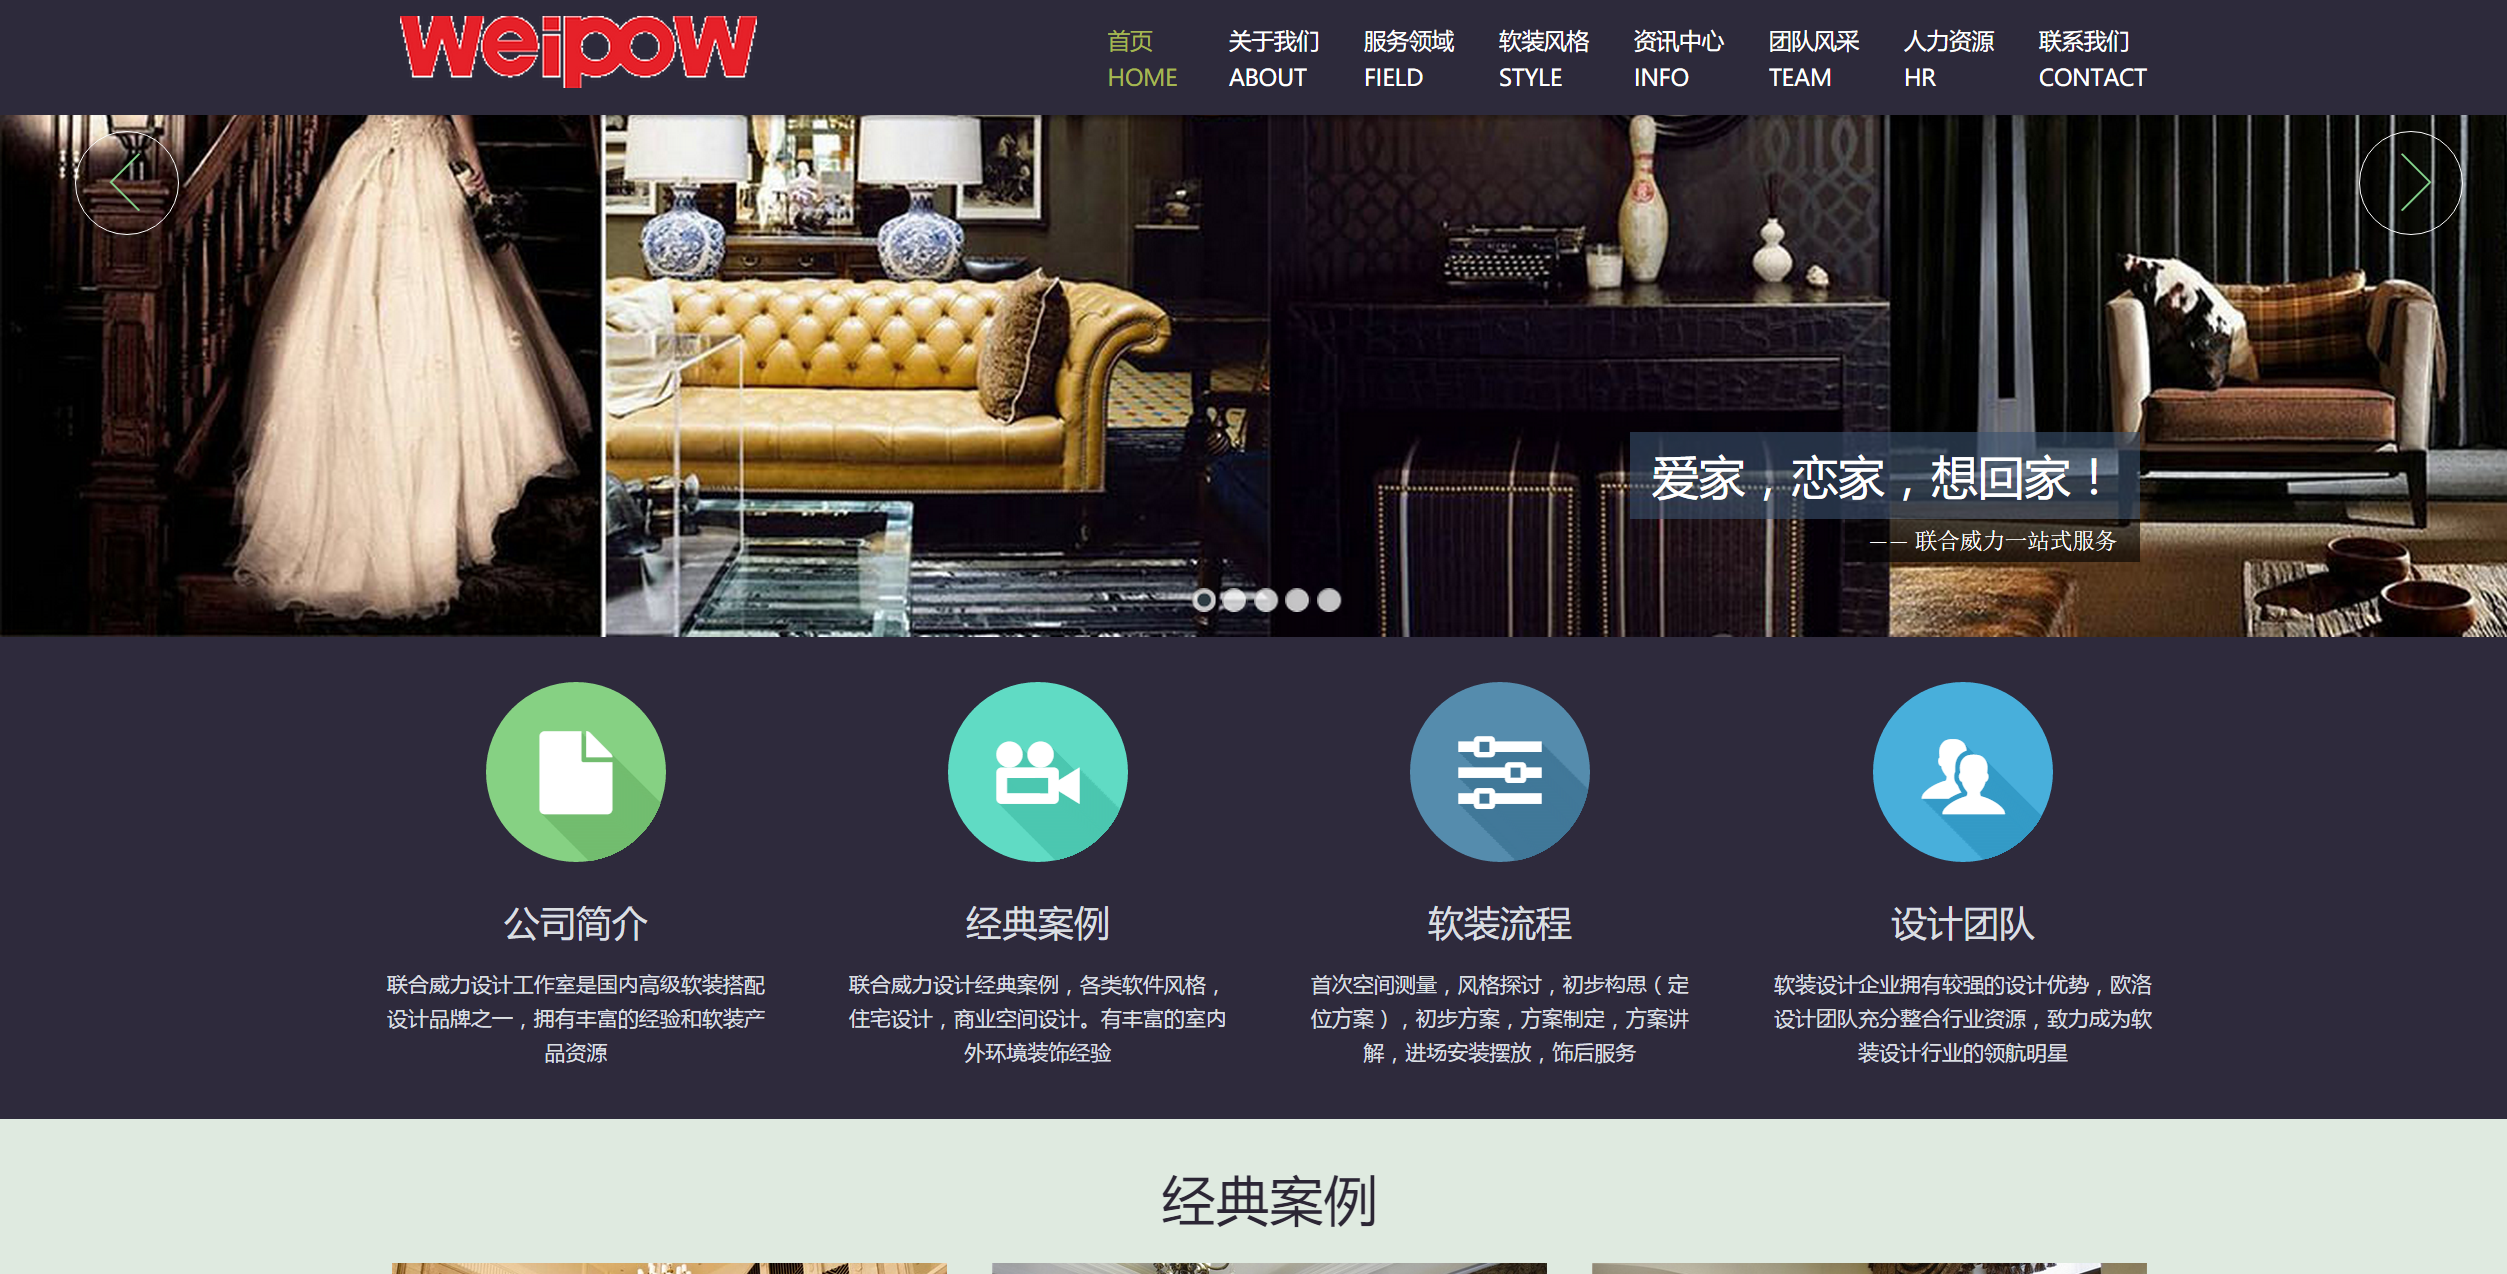 weipow
首页 关于我们 服务领域 软装风格 资讯中心 团队风采 人力资源 联系我们
HOME ABOUT FIELD STYLE INFO TEAM HR CONTACT
爱家，恋家，想回家！
—— 联合威力一站式服务
公司简介
联合威力设计工作室是国内高级软装搭配
设计品牌之一，拥有丰富的经验和软装产
品资源
经典案例
联合威力设计经典案例，各类软件风格，
住宅设计，商业空间设计。有丰富的室内
外环境装饰经验
软装流程
首次空间测量，风格探讨，初步构思（定
位方案），初步方案，方案制定，方案讲
解，进场安装摆放，饰后服务
设计团队
软装设计企业拥有较强的设计优势，欧洛
设计团队充分整合行业资源，致力成为软
装设计行业的领航明星
经典案例